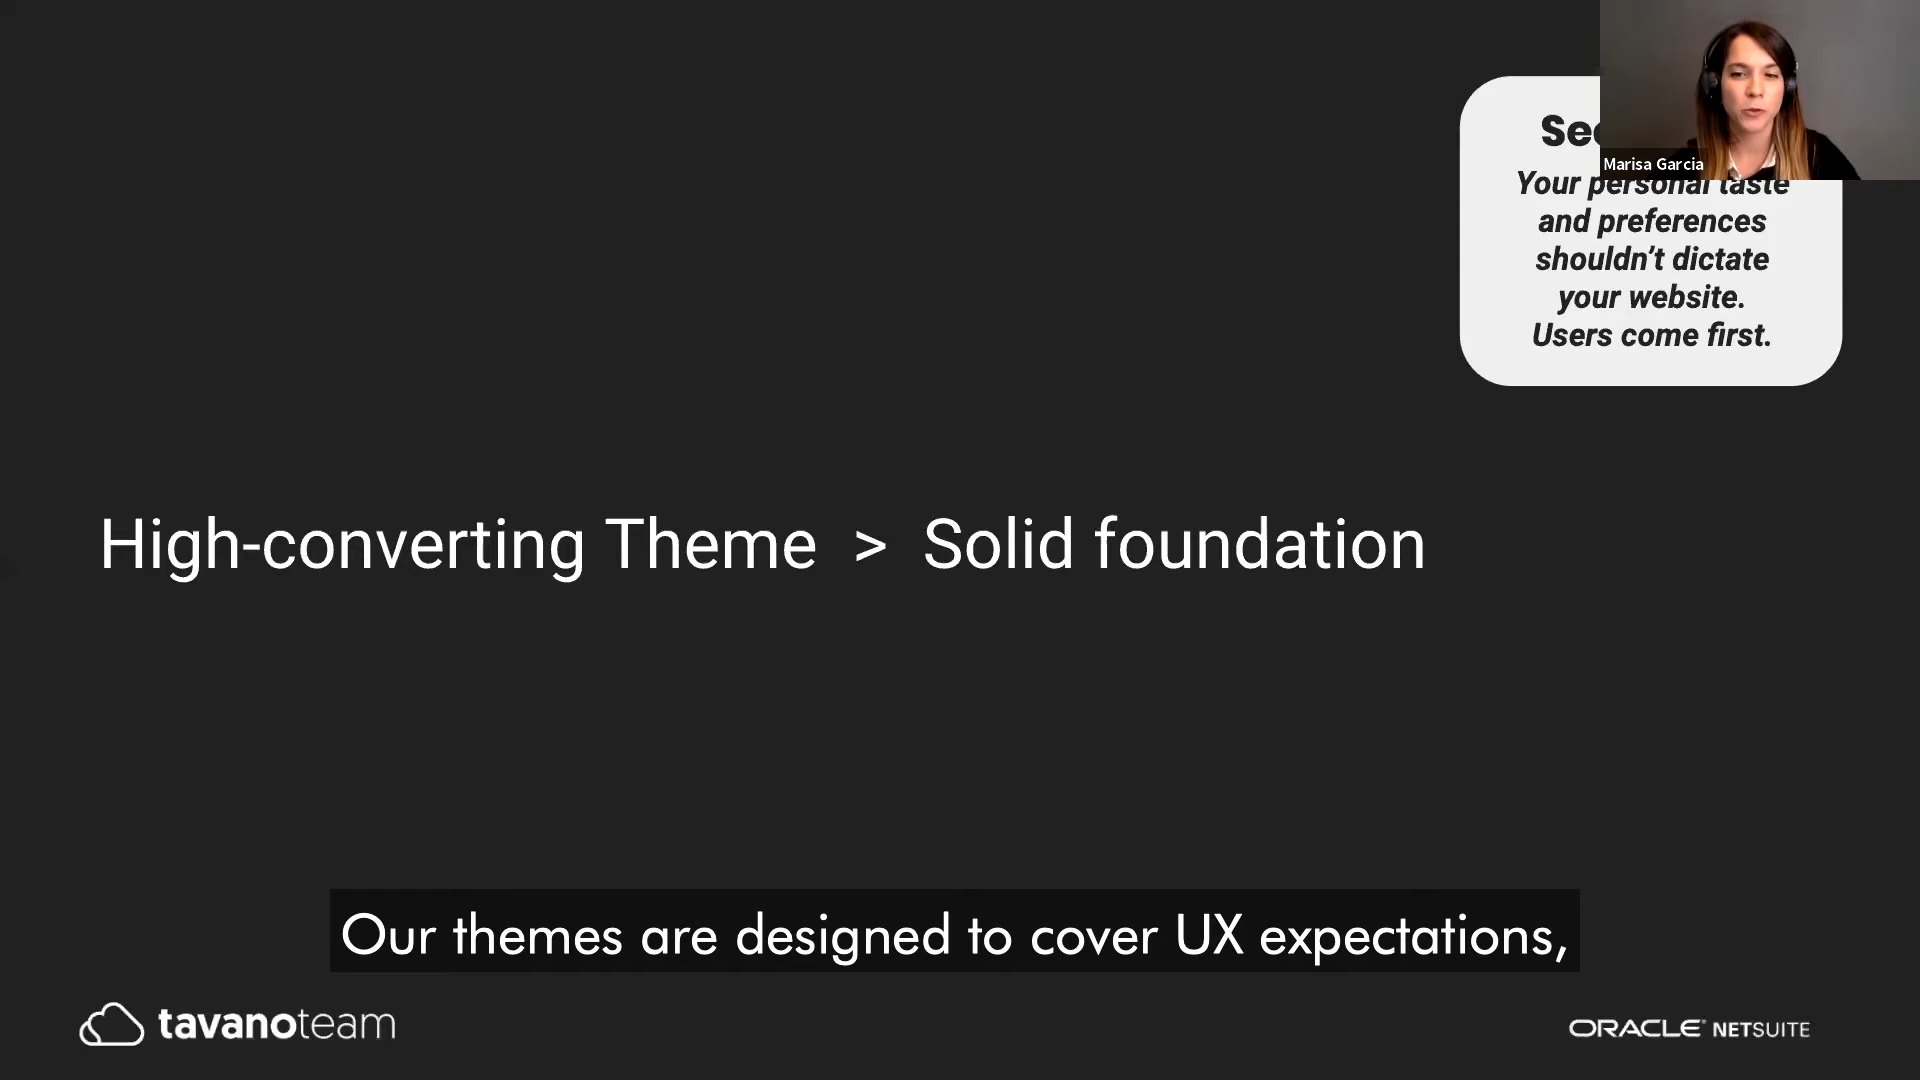 Marisa Garcia
Your personal taste
and preferences
shouldn’t dictate
your website.
Users come first.
High-converting Theme > Solid foundation
Our themes are designed to cover UX expectations,
tavanoteam
ORACLE NETSUITE